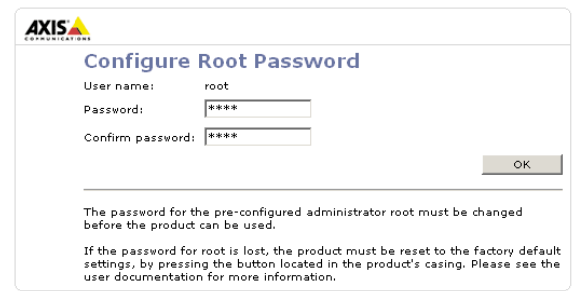 AXIS
COMMUNICATIONS
Configure Root Password
User name: root
Password: ****
Confirm password: ****
OK
The password for the pre-configured administrator root must be changed
before the product can be used.
If the password for root is lost, the product must be reset to the factory default
settings, by pressing the button located in the product's casing. Please see the
user documentation for more information.